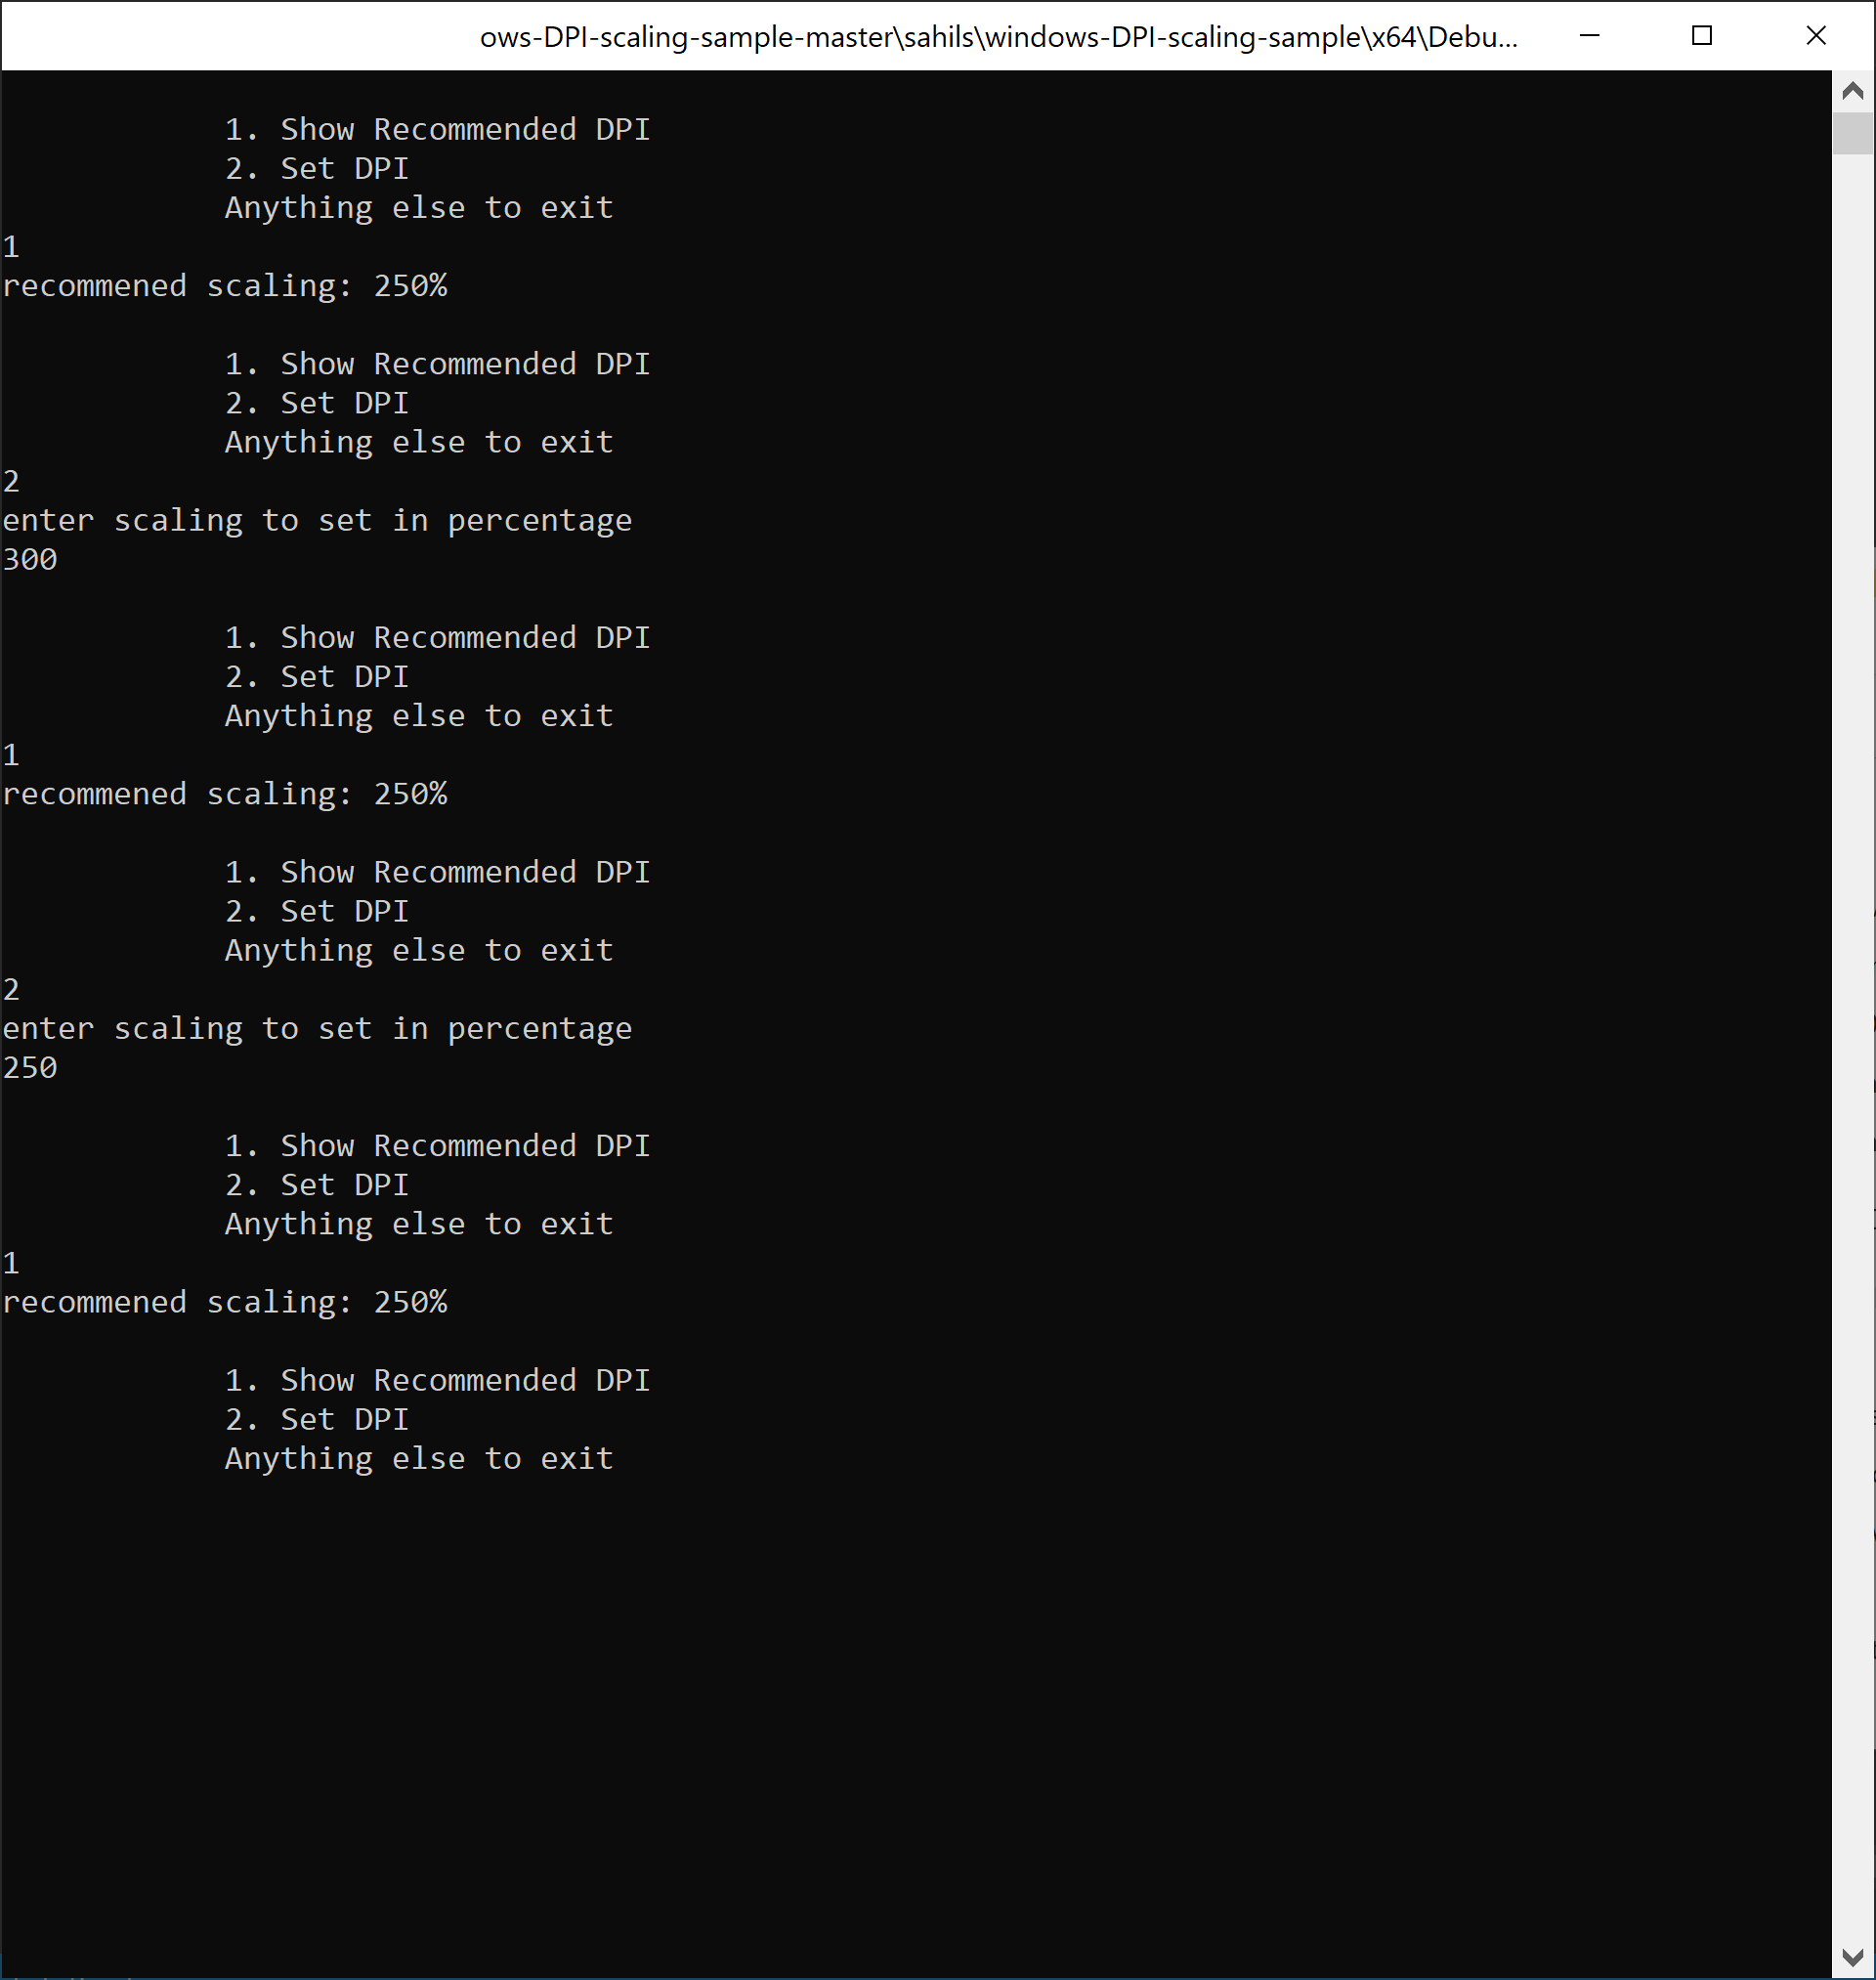 ows-DPI-scaling-sample-master\sahils\windows-DPI-scaling-sample\x64\Debu...
1. Show Recommended DPI
2. Set DPI
Anything else to exit
1
recommened scaling: 250%
1. Show Recommended DPI
2. Set DPI
Anything else to exit
2
enter scaling to set in percentage
300
1. Show Recommended DPI
2. Set DPI
Anything else to exit
1
recommened scaling: 250%
1. Show Recommended DPI
2. Set DPI
Anything else to exit
2
enter scaling to set in percentage
250
1. Show Recommended DPI
2. Set DPI
Anything else to exit
1
recommened scaling: 250%
1. Show Recommended DPI
2. Set DPI
Anything else to exit